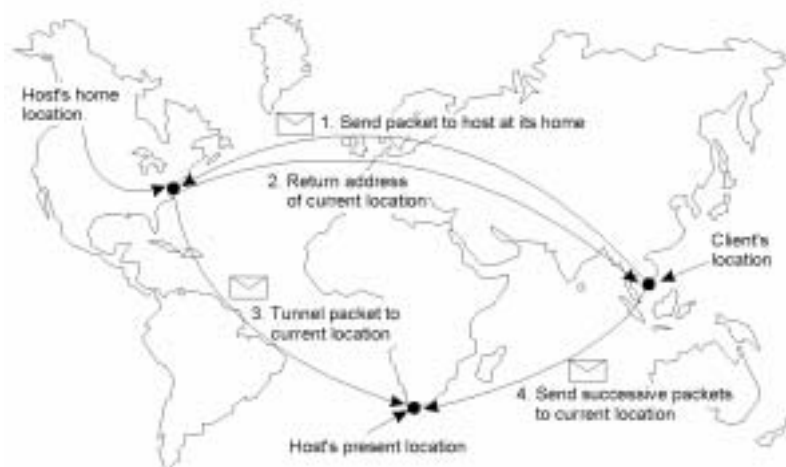 Host's home
location
1. Send packet to host at its home
2. Return address
of current location
Client's
location
3. Tunnel packet to
current location
4. Send successive packets
to current location
Host's present location